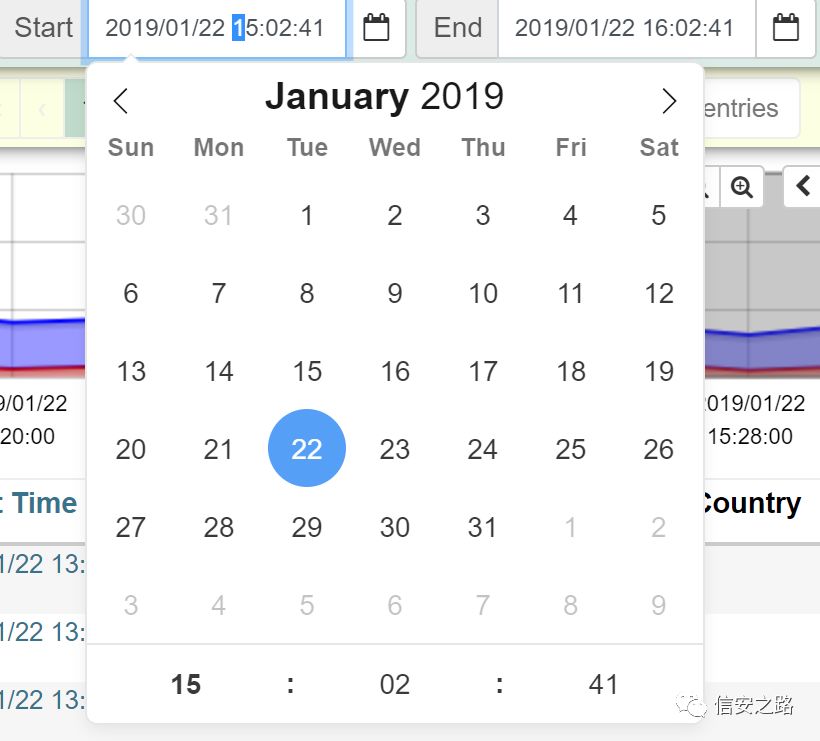 Start 2019/01/22 15:02:41 End 2019/01/22 16:02:41
January 2019
entries
Sun Mon Tue Wed Thu Fri Sat
30 31 1 2 3 4 5
6 7 8 9 10 11 12
13 14 15 16 17 18 19
/01/22 2019/01/22
20:00 15:28:00
20 21 22 23 24 25 26
Time Country
27 28 29 30 31 1 2
1/22 13:
3 4 5 6 7 8 9
1/22 13:
15 : 02 : 41
1/22 13:
信安之路